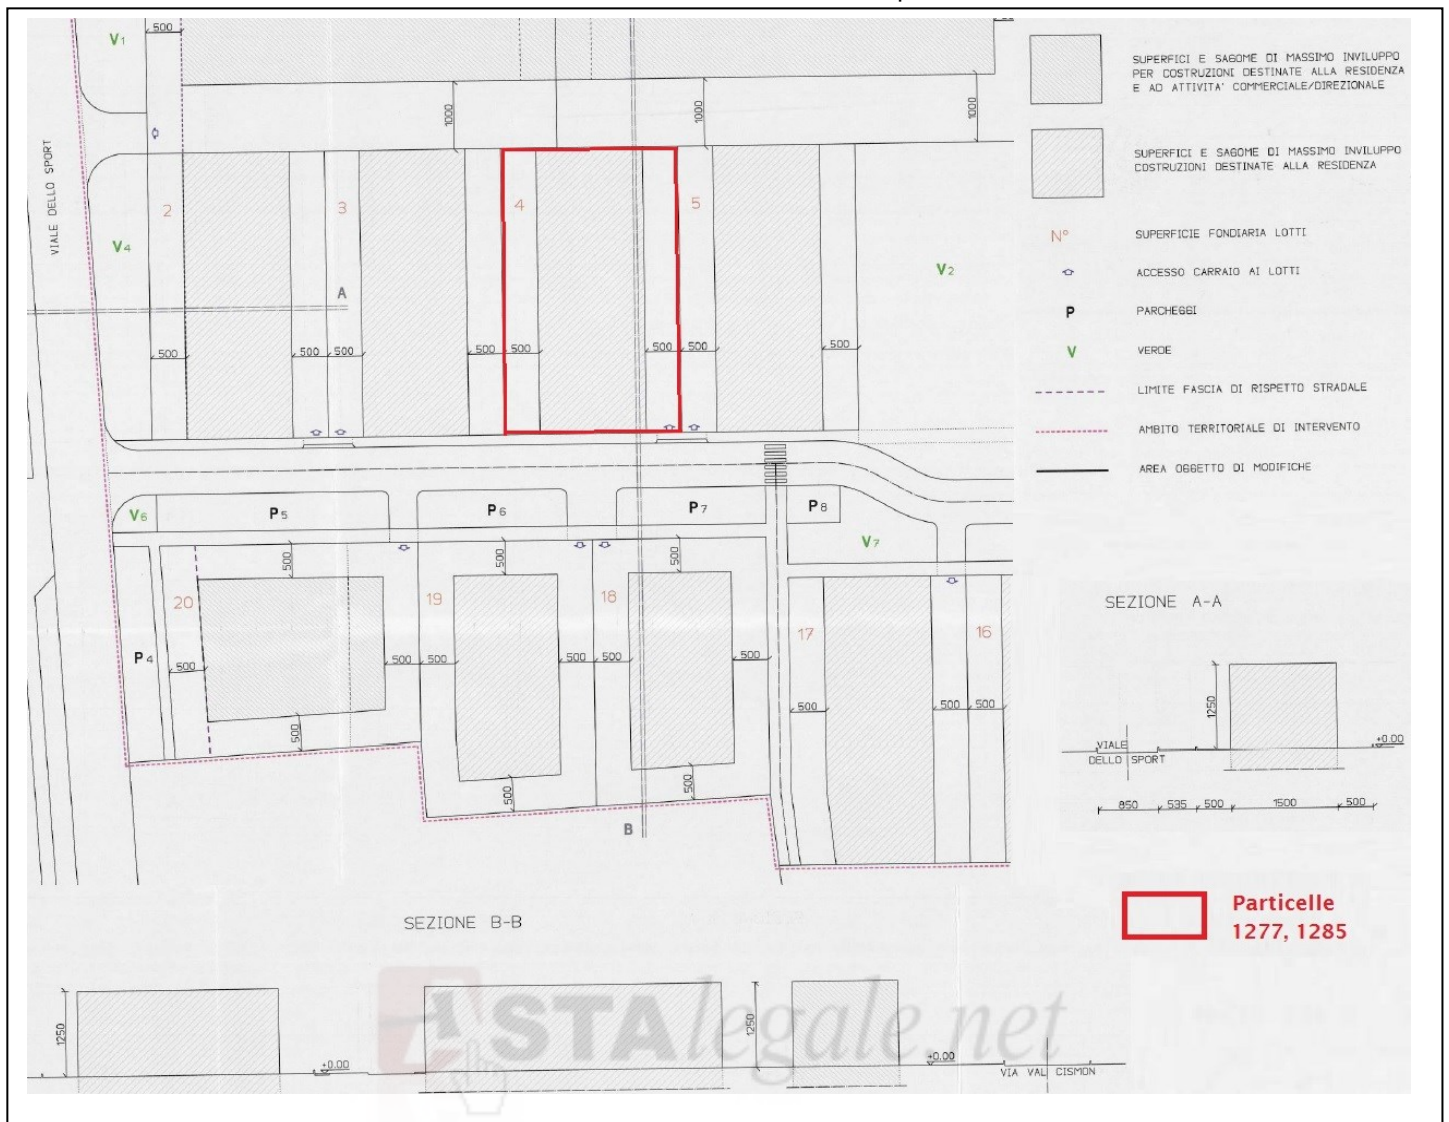 V1
500
1000
1000
1000
SUPERFICI E SAGOME DI MASSIMO INVILUPPO
PER COSTRUZIONI DESTINATE ALLA RESIDENZA
E AD ATTIVITA' COMMERCIALE/DIREZIONALE
SUPERFICI E SAGOME DI MASSIMO INVILUPPO
COSTRUZIONI DESTINATE ALLA RESIDENZA
N° SUPERFICIE FONDIARIA LOTTI
ACCESSO CARRAIO AI LOTTI
P PARCHEGGI
V VERDE
LIMITE FASCIA DI RISPETTO STRADALE
AMBITO TERRITORIALE DI INTERVENTO
AREA OGGETTO DI MODIFICHE
VIALE DELLO SPORT
2 3 4 5
V4
V2
A
500 500 500 500 500 500 500 500
V6 P5 P6 P7 P8
V7
500 500 500
20 19 18 17 16
P4
500 500 500 500 500 500
500 500 500
500 500 500
B
SEZIONE A-A
1250
+0.00
VIALE
DELLO SPORT
850 535 500 1500 500
Particelle
1277, 1285
SEZIONE B-B
1250
+0.00
1250
+0.00
VIA VAL CISMON
ASTAlegale.net